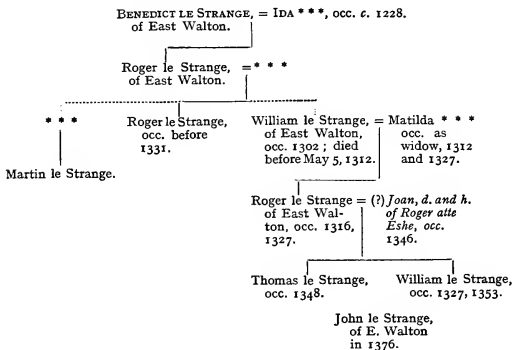 BENEDICT LE STRANGE, = IDA * * *, occ. c. 1228.
of East Walton.
Roger le Strange, = * * *
of East Walton.
* * *
Martin le Strange.
Roger le Strange,
occ. before
1331.
William le Strange,
of East Walton,
occ. 1302 ; died
before May 5, 1312.
= Matilda * * *
occ. as
widow, 1312
and 1327.
Roger le Strange
of East Wal-
ton, occ. 1316,
1327.
= (?) Joan, d. and h.
of Roger atte
Eshe, occ.
1346.
Thomas le Strange,
occ. 1348.
William le Strange,
occ. 1327, 1353.
John le Strange,
of E. Walton
in 1376.